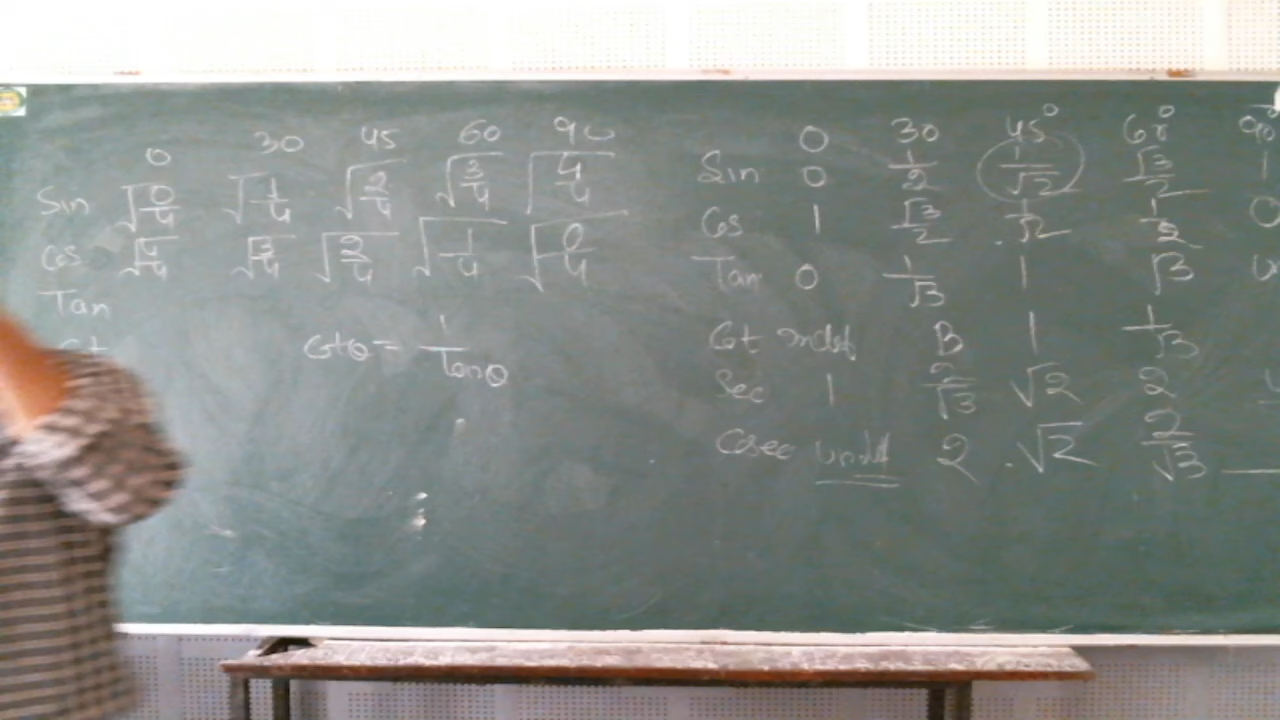 0 30 45 60 90
Sin √0/4 √1/4 √2/4 √3/4 √4/4
Cos √4/4 √3/4 √2/4 √1/4 √0/4
Tan
Cot
Cotθ = 1/Tanθ
0 30 45° 60° 90°
Sin 0 1/2 1/√2 √3/2 1
Cos 1 √3/2 1/√2 1/2 0
Tan 0 1/√3 1 √3 un
Cot undef √3 1 1/√3
Sec 1 2/√3 √2 2 u
Cosec undef 2 √2 2/√3